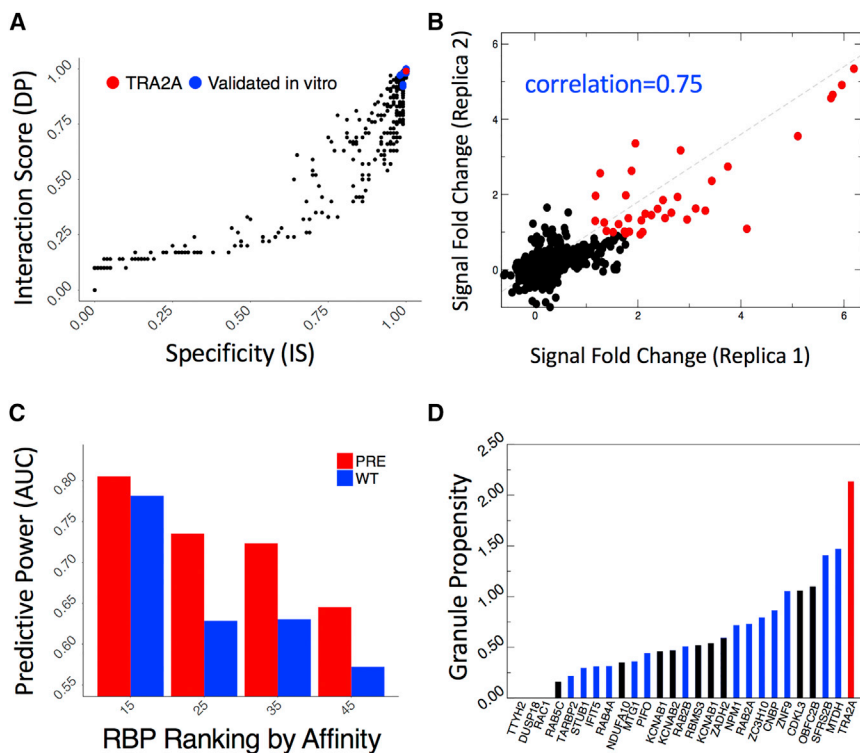 A
Interaction Score (DP)
1.00
0.75
0.50
0.25
0.00
TRA2A Validated in vitro
0.00 0.25 0.50 0.75 1.00
Specificity (IS)
B
Signal Fold Change (Replica 2)
6
4
2
0
correlation=0.75
0 2 4 6
Signal Fold Change (Replica 1)
C
Predictive Power (AUC)
0.80
0.75
0.70
0.65
0.60
0.55
PRE
WT
15 25 35 45
RBP Ranking by Affinity
D
Granule Propensity
2.50
2.00
1.50
1.00
0.50
0.00
TTYH2
DUSP18
RAC1
RAB5C
TARBP2
STUB1
IFIT5
RAB4A
NDUFA10
MTG1
PIFO
KCNAB1
KCNAB2
RAB2B
RBMS3
KCNAB1
ZADH2
NPM1
RAB2A
ZC3H10
CNBP
ZNF9
CDKL3
OBFC2B
SFRS2B
MTDH
TRA2A